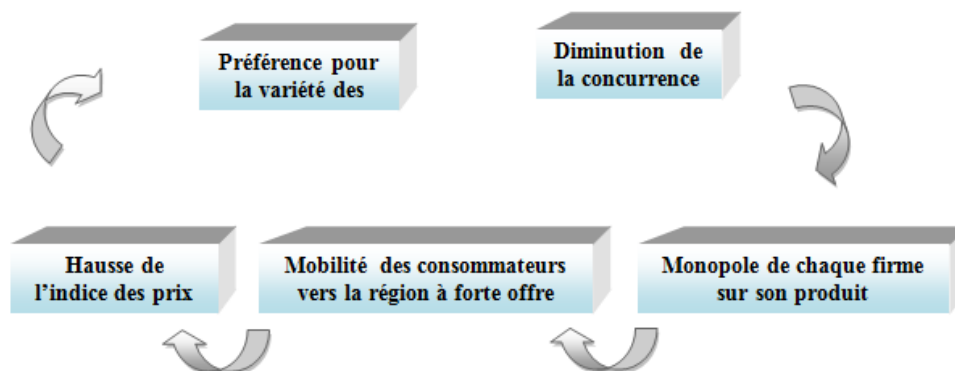 Préférence pour
la variété des
Diminution de
la concurrence
Hausse de
l’indice des prix
Mobilité des consommateurs
vers la région à forte offre
Monopole de chaque firme
sur son produit